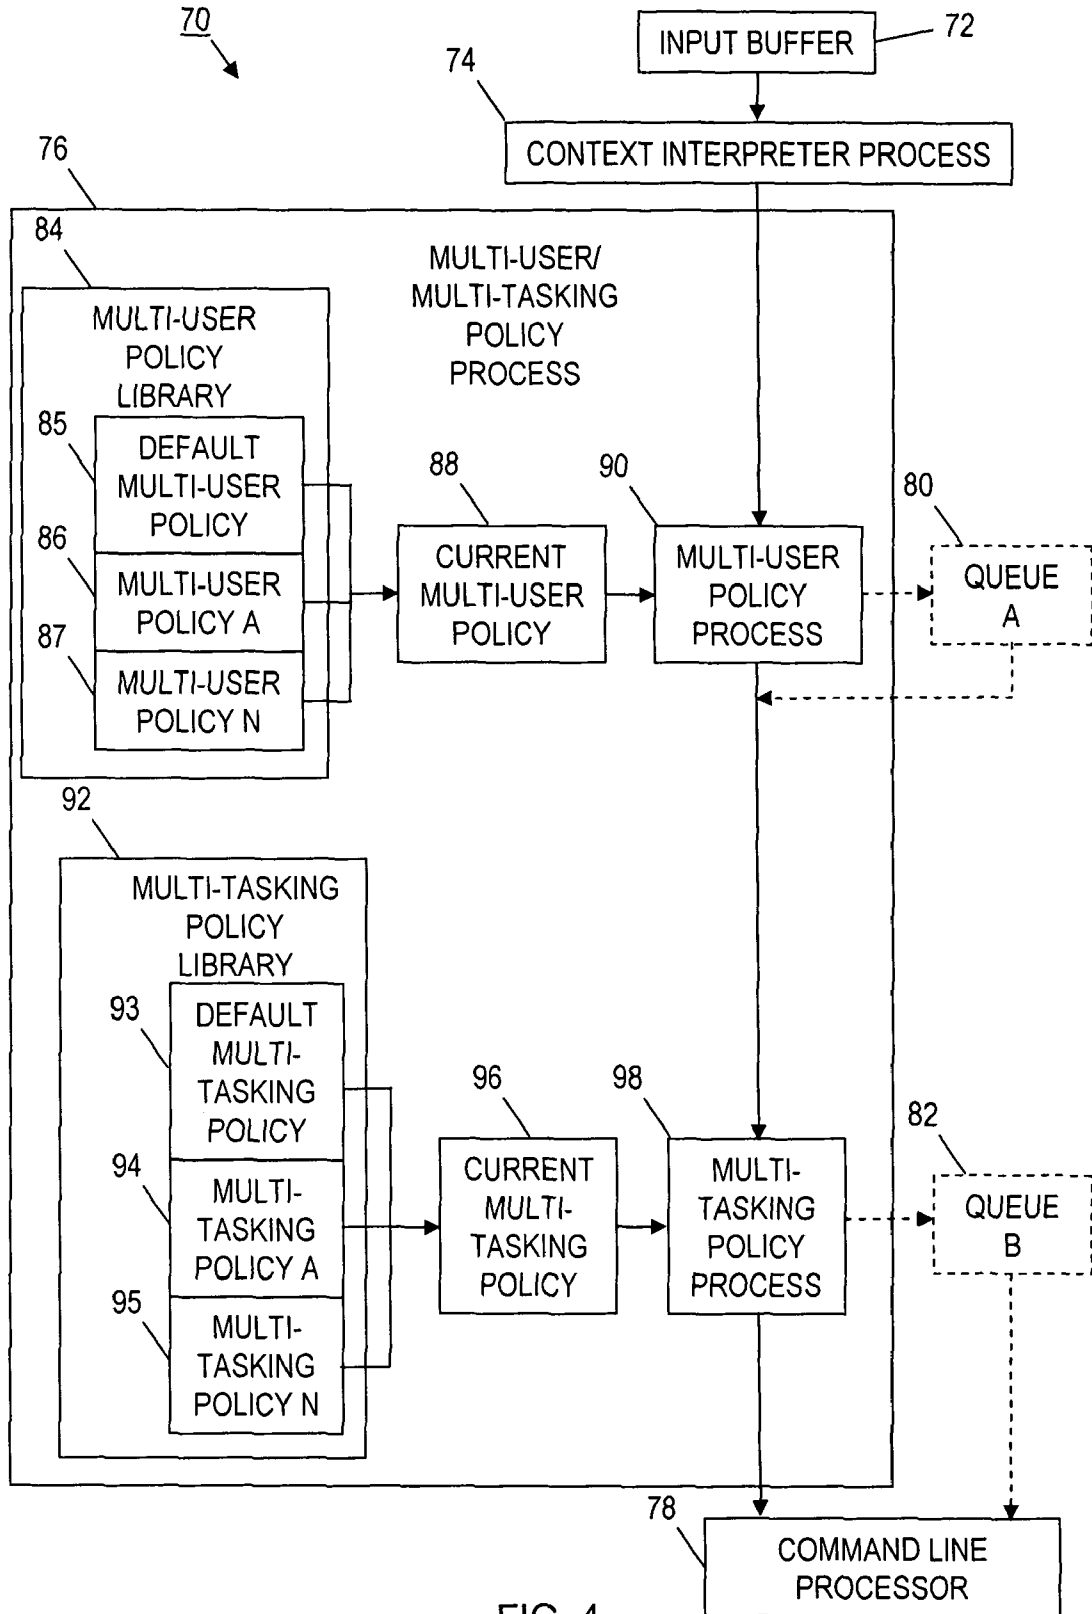 70
INPUT BUFFER
72
74
CONTEXT INTERPRETER PROCESS
76
MULTI-USER/
MULTI-TASKING
POLICY
PROCESS
84
MULTI-USER
POLICY
LIBRARY
85
DEFAULT
MULTI-USER
POLICY
86
MULTI-USER
POLICY A
87
MULTI-USER
POLICY N
88
CURRENT
MULTI-USER
POLICY
90
MULTI-USER
POLICY
PROCESS
80
QUEUE
A
92
MULTI-TASKING
POLICY
LIBRARY
93
DEFAULT
MULTI-
TASKING
POLICY
94
MULTI-
TASKING
POLICY A
95
MULTI-
TASKING
POLICY N
96
CURRENT
MULTI-
TASKING
POLICY
98
MULTI-
TASKING
POLICY
PROCESS
82
QUEUE
B
78
COMMAND LINE
PROCESSOR
FIG. 4